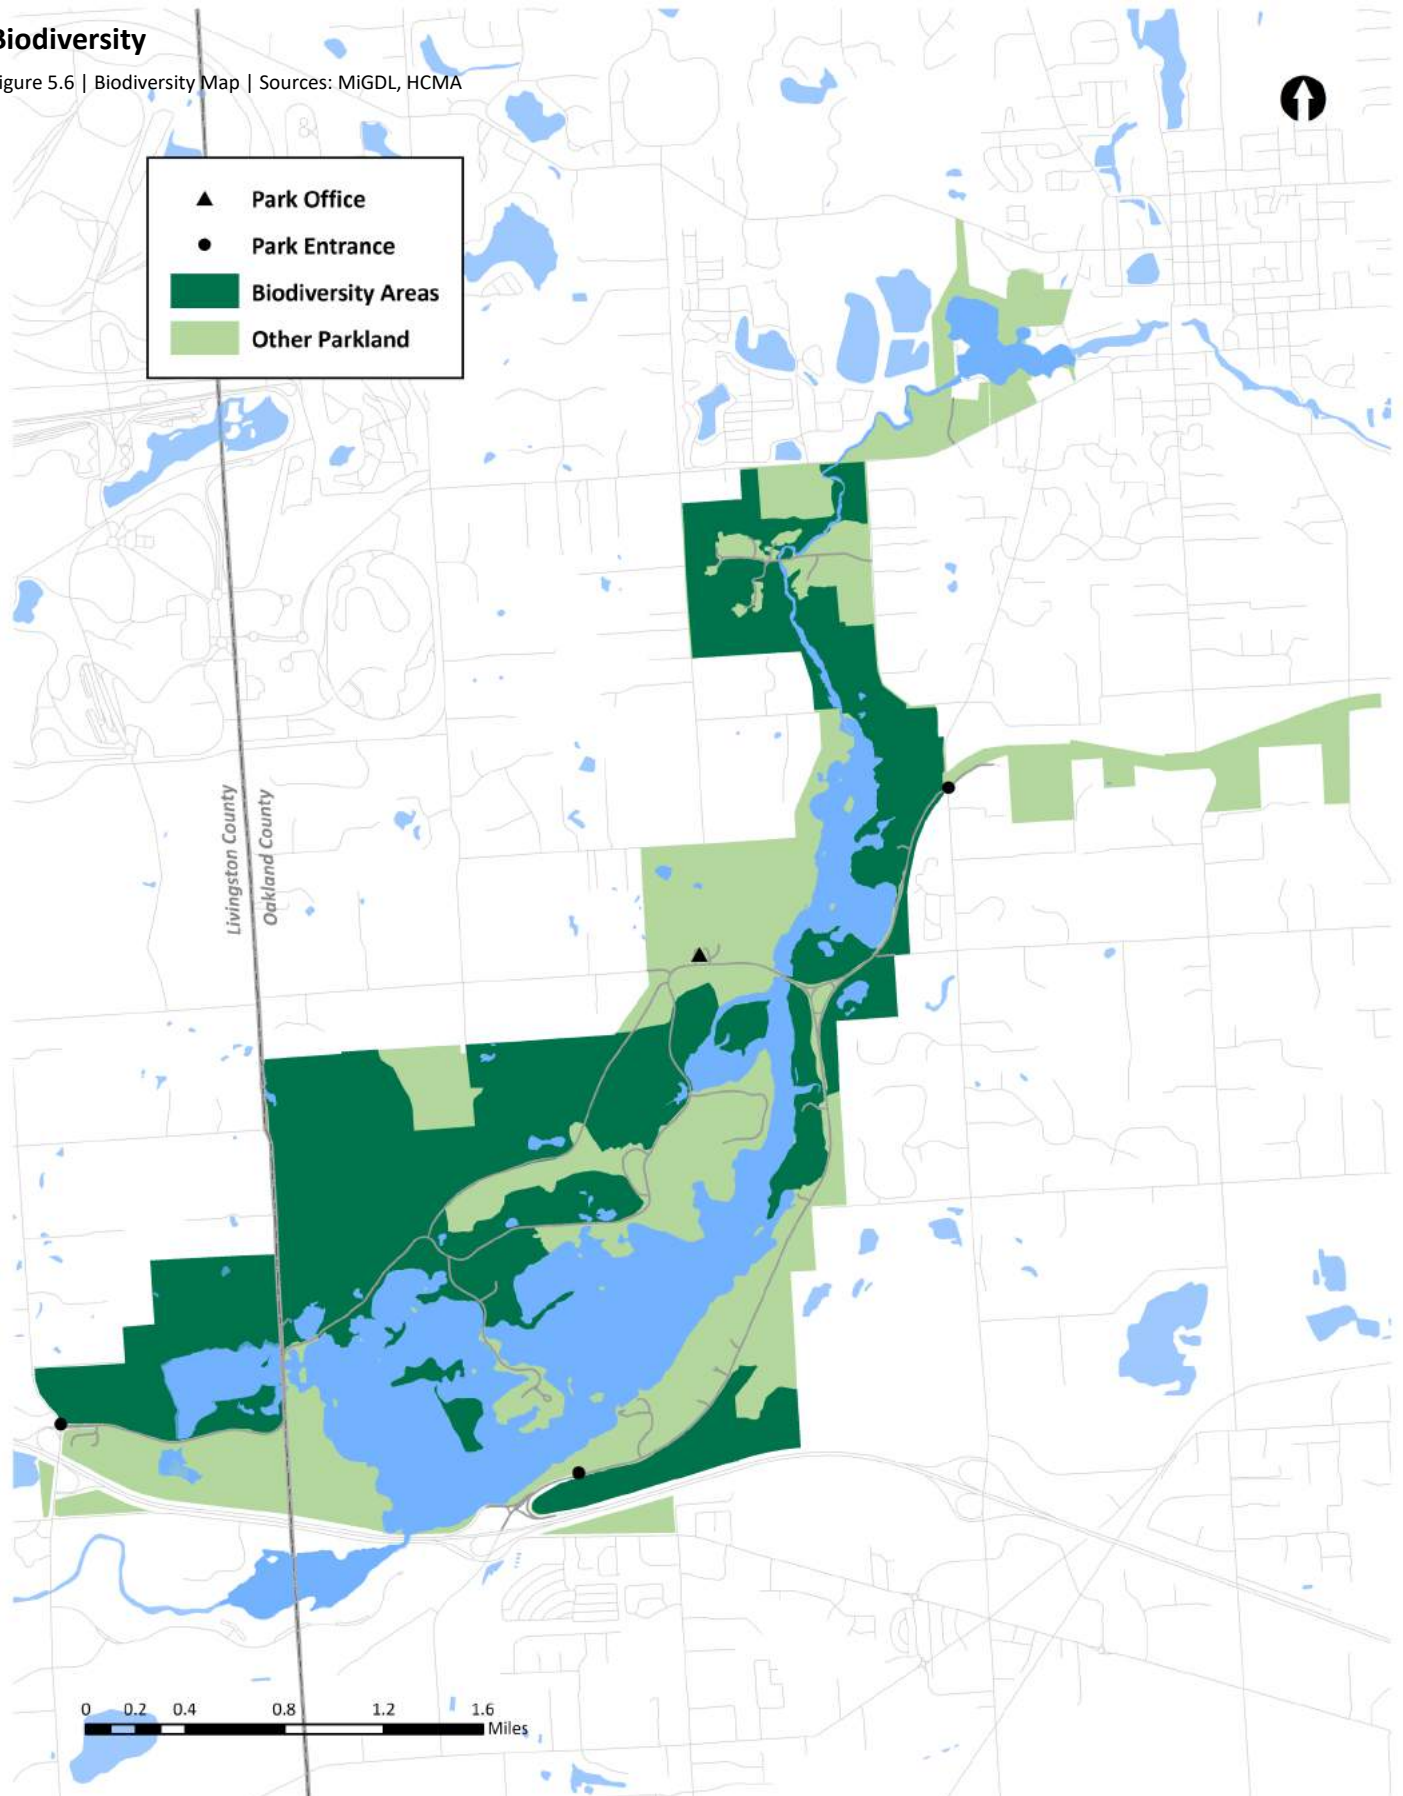 Biodiversity
igure 5.6 | Biodiversity Map | Sources: MiGDL, HCMA
Park Office
Park Entrance
Biodiversity Areas
Other Parkland
Livingston County
Oakland County
0 0.2 0.4 0.8 1.2 1.6
Miles